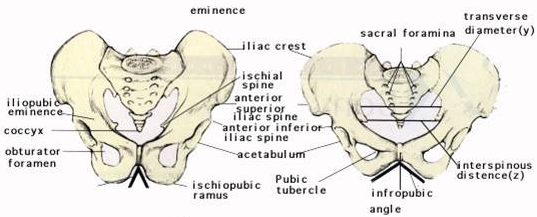 eminence
transverse
diameter(y)
sacral foramina
iliac crest
ischial
spine
anterior
superior
iliac spine
anterior inferior
iliac spine
acetabulum
iliopubic
eminence
coccyx
obturator
foramen
ischiopubic
ramus
Pubic
tubercle
interspinous
distence(z)
infropubic
angle